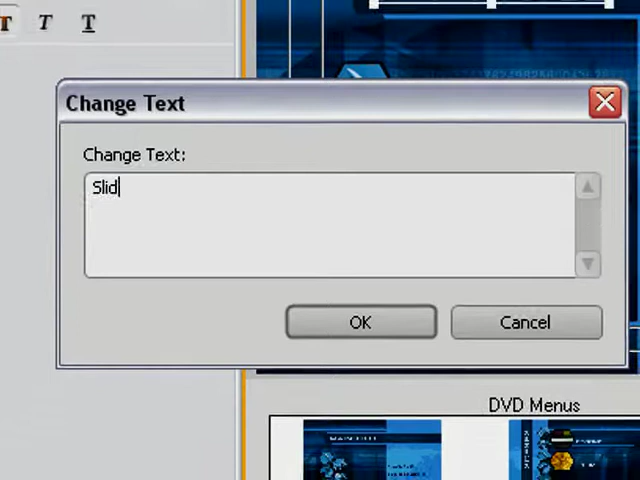 T T T
Change Text
Change Text:
Slid
OK
Cancel
DVD Menus